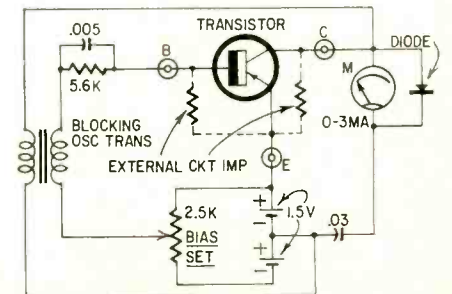 TRANSISTOR
.005
B
C
DIODE
M
5.6K
0-3MA
BLOCKING
OSC TRANS
EXTERNAL CKT IMP
E
2.5K
BIAS
SET
+
-
1.5V
+
-
.03